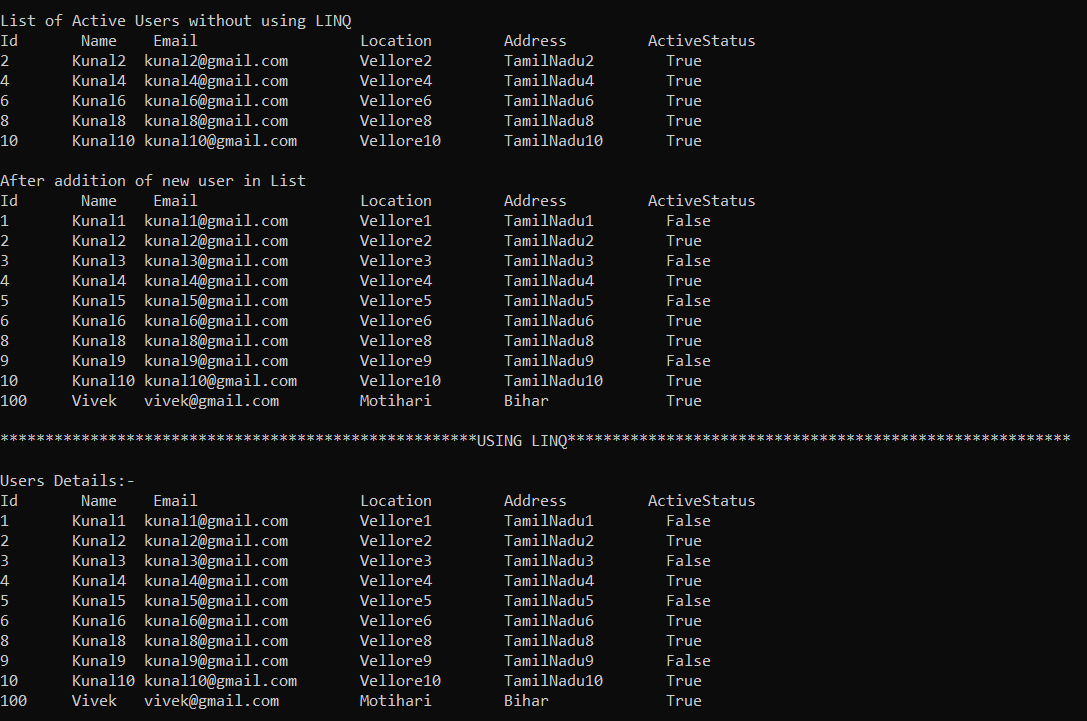 List of Active Users without using LINQ
Id Name Email Location Address ActiveStatus
2 Kunal2 kunal2@gmail.com Vellore2 TamilNadu2 True
4 Kunal4 kunal4@gmail.com Vellore4 TamilNadu4 True
6 Kunal6 kunal6@gmail.com Vellore6 TamilNadu6 True
8 Kunal8 kunal8@gmail.com Vellore8 TamilNadu8 True
10 Kunal10 kunal10@gmail.com Vellore10 TamilNadu10 True
After addition of new user in List
Id Name Email Location Address ActiveStatus
1 Kunal1 kunal1@gmail.com Vellore1 TamilNadu1 False
2 Kunal2 kunal2@gmail.com Vellore2 TamilNadu2 True
3 Kunal3 kunal3@gmail.com Vellore3 TamilNadu3 False
4 Kunal4 kunal4@gmail.com Vellore4 TamilNadu4 True
5 Kunal5 kunal5@gmail.com Vellore5 TamilNadu5 False
6 Kunal6 kunal6@gmail.com Vellore6 TamilNadu6 True
8 Kunal8 kunal8@gmail.com Vellore8 TamilNadu8 True
9 Kunal9 kunal9@gmail.com Vellore9 TamilNadu9 False
10 Kunal10 kunal10@gmail.com Vellore10 TamilNadu10 True
100 Vivek vivek@gmail.com Motihari Bihar True
*****************************************************USING LINQ********************************************************
Users Details:-
Id Name Email Location Address ActiveStatus
1 Kunal1 kunal1@gmail.com Vellore1 TamilNadu1 False
2 Kunal2 kunal2@gmail.com Vellore2 TamilNadu2 True
3 Kunal3 kunal3@gmail.com Vellore3 TamilNadu3 False
4 Kunal4 kunal4@gmail.com Vellore4 TamilNadu4 True
5 Kunal5 kunal5@gmail.com Vellore5 TamilNadu5 False
6 Kunal6 kunal6@gmail.com Vellore6 TamilNadu6 True
8 Kunal8 kunal8@gmail.com Vellore8 TamilNadu8 True
9 Kunal9 kunal9@gmail.com Vellore9 TamilNadu9 False
10 Kunal10 kunal10@gmail.com Vellore10 TamilNadu10 True
100 Vivek vivek@gmail.com Motihari Bihar True